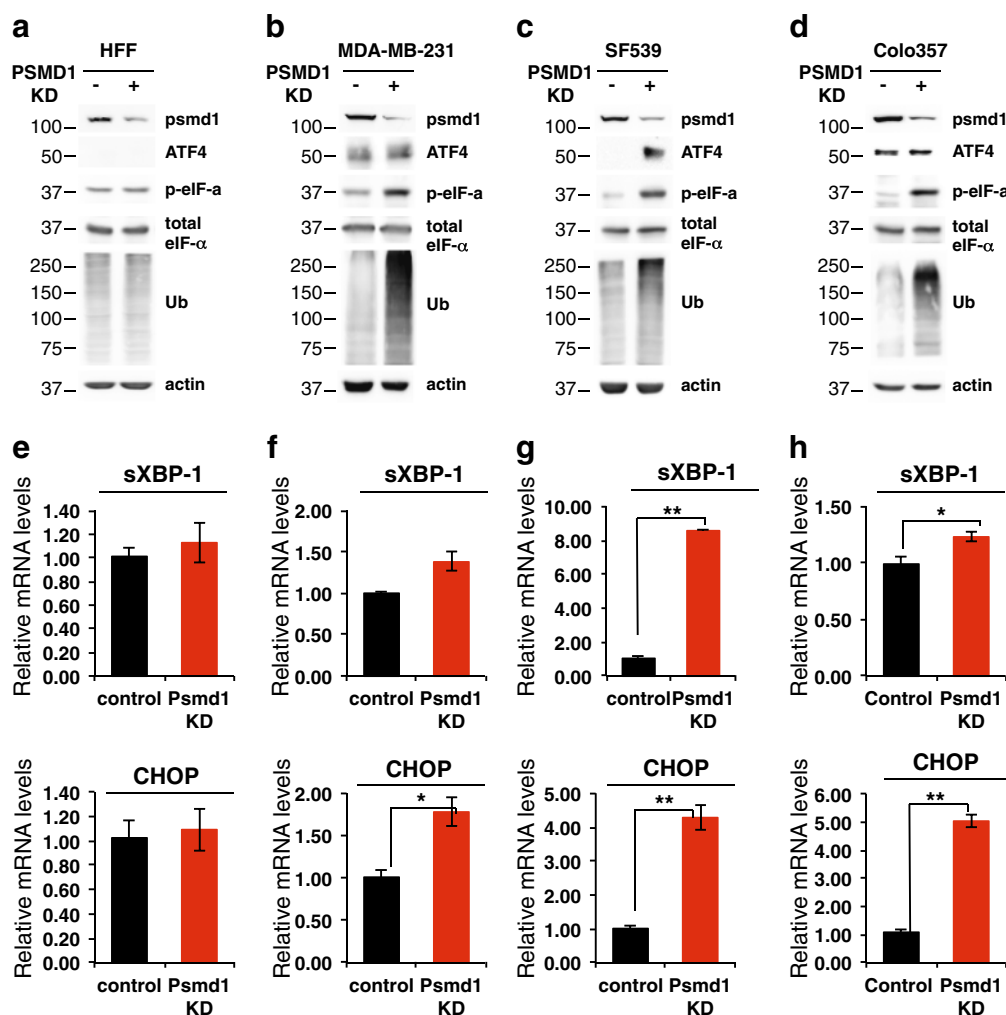 a
HFF
PSMD1
KD
- +
100
psmd1
50
ATF4
37
p-eIF-a
37
total
eIF-α
250
150
100
75
Ub
37
actin
b
MDA-MB-231
PSMD1
KD
- +
100
psmd1
50
ATF4
37
p-eIF-a
37
total
eIF-α
250
150
100
75
Ub
37
actin
c
SF539
PSMD1
KD
- +
100
psmd1
50
ATF4
37
p-eIF-a
37
total
eIF-α
250
150
100
75
Ub
37
actin
d
Colo357
PSMD1
KD
- +
100
psmd1
50
ATF4
37
p-eIF-a
37
total
eIF-α
250
150
100
75
Ub
37
actin
e
sXBP-1
Relative mRNA levels
1.40
1.20
1.00
0.80
0.60
0.40
0.20
0.00
control Psmd1
KD
f
sXBP-1
Relative mRNA levels
2.00
1.50
1.00
0.50
0.00
control Psmd1
KD
g
sXBP-1
Relative mRNA levels
10.00
8.00
6.00
4.00
2.00
0.00
**
control Psmd1
KD
h
sXBP-1
Relative mRNA levels
1.50
1.00
0.50
0.00
*
Control Psmd1
KD
CHOP
Relative mRNA levels
1.40
1.20
1.00
0.80
0.60
0.40
0.20
0.00
control Psmd1
KD
CHOP
Relative mRNA levels
2.00
1.50
1.00
0.50
0.00
*
control Psmd1
KD
CHOP
Relative mRNA levels
5.00
4.00
3.00
2.00
1.00
0.00
**
control Psmd1
KD
CHOP
Relative mRNA levels
6.00
5.00
4.00
3.00
2.00
1.00
0.00
**
Control Psmd1
KD